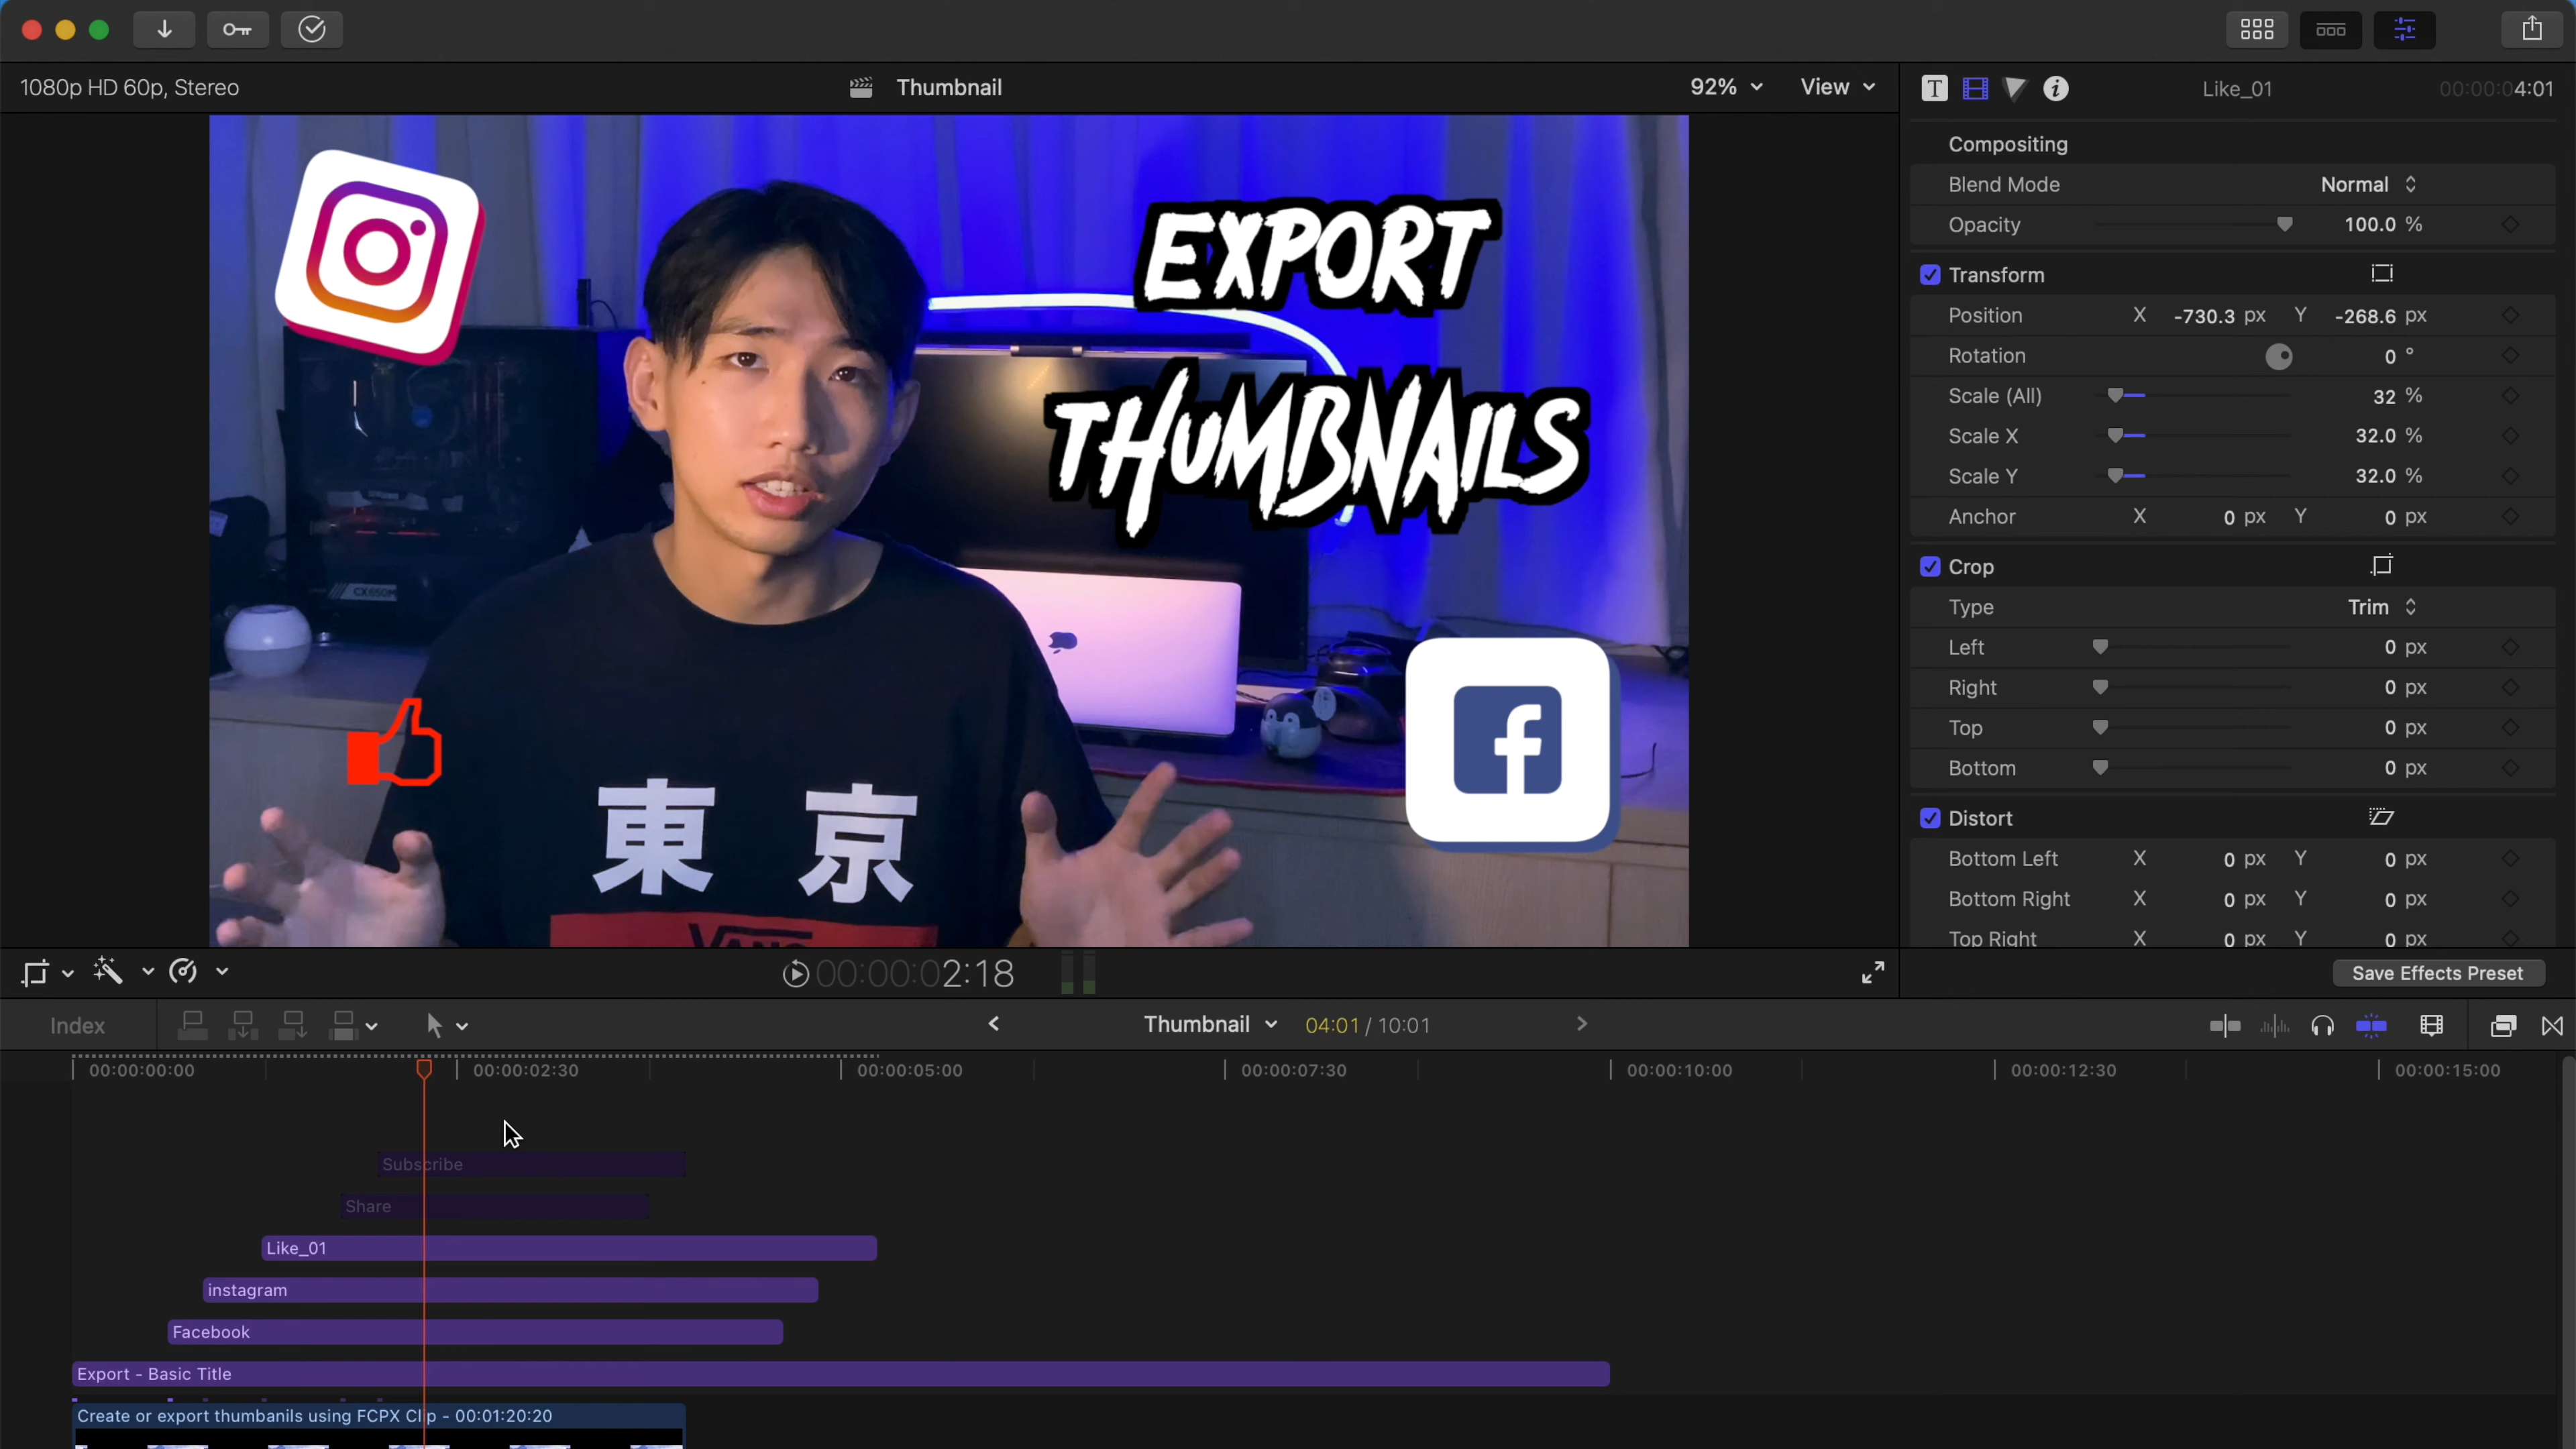 1080p HD 60p, Stereo
Thumbnail
92%
View
T
i
Like_01
00:00:04:01
EXPORT
THUMBNAILS
CX650M
東 京
VANS
f
Compositing
Blend Mode Normal
Opacity 100.0 %
Transform
Position X -730.3 px Y -268.6 px
Rotation 0 °
Scale (All) 32 %
Scale X 32.0 %
Scale Y 32.0 %
Anchor X 0 px Y 0 px
Crop
Type Trim
Left 0 px
Right 0 px
Top 0 px
Bottom 0 px
Distort
Bottom Left X 0 px Y 0 px
Bottom Right X 0 px Y 0 px
Top Right X 0 px Y 0 px
00:00:02:18
Save Effects Preset
Index
Thumbnail
04:01 / 10:01
00:00:00:00 00:00:02:30 00:00:05:00 00:00:07:30 00:00:10:00 00:00:12:30 00:00:15:00
Subscribe
Share
Like_01
instagram
Facebook
Export - Basic Title
Create or export thumbanils using FCPX Clip - 00:01:20:20